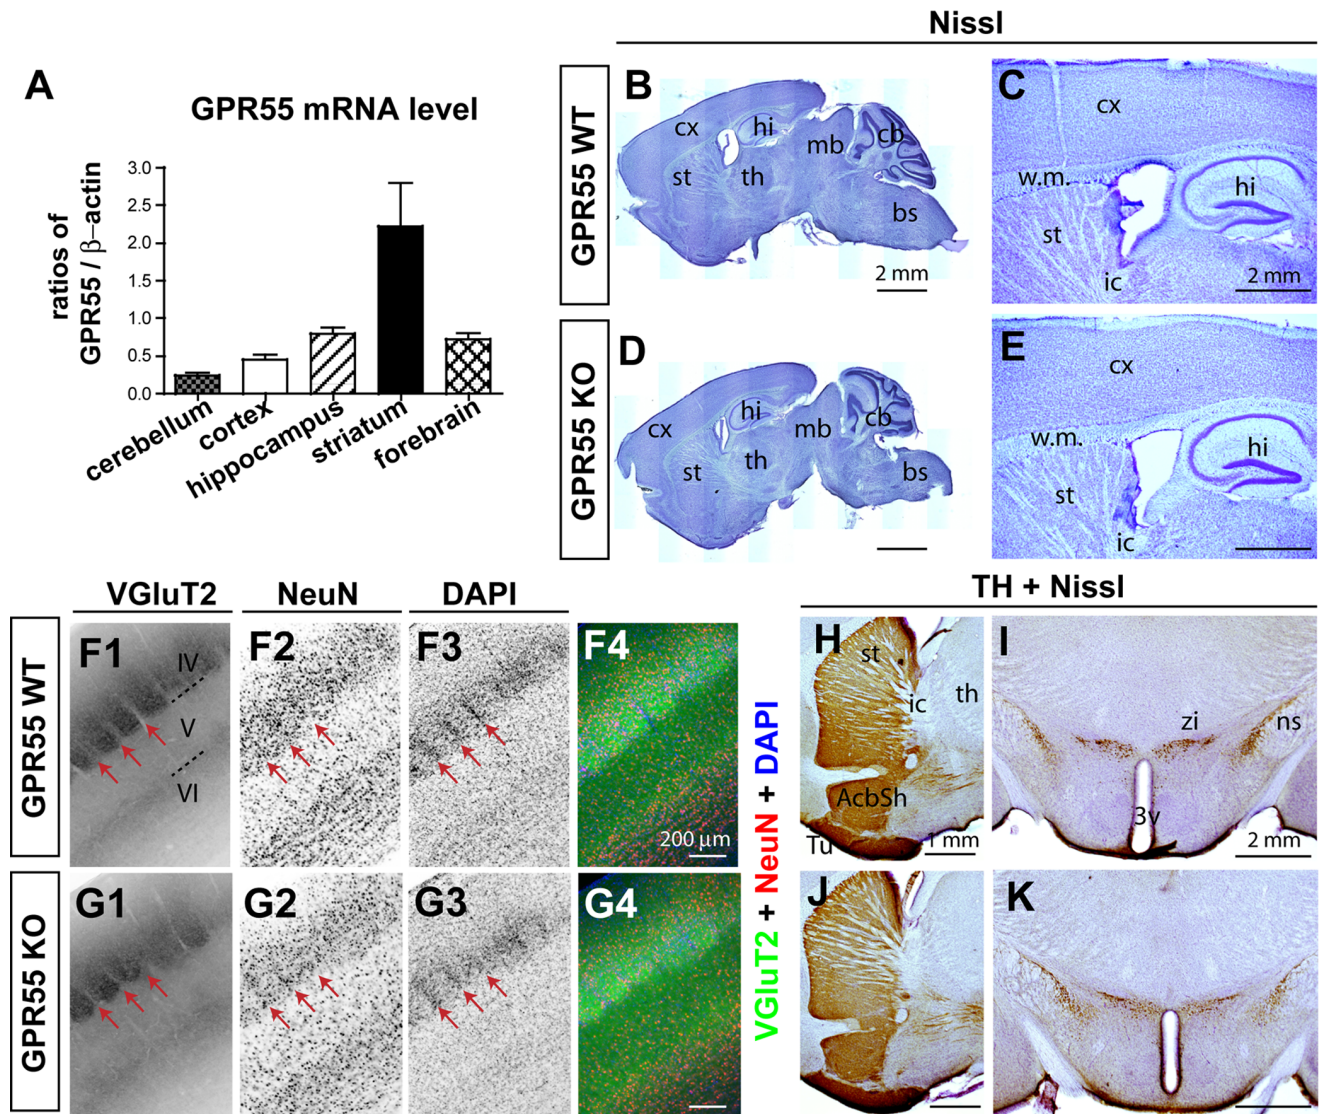 Nissl
A
GPR55 mRNA level
ratios of
GPR55 / β–actin
3.0
2.5
2.0
1.5
1.0
0.5
0.0
cerebellum
cortex
hippocampus
striatum
forebrain
GPR55 WT
B
cx
hi
mb
cb
st
th
bs
2 mm
C
cx
w.m.
hi
st
ic
2 mm
GPR55 KO
D
cx
hi
mb
cb
st
th
bs
E
cx
w.m.
hi
st
ic
VGluT2
NeuN
DAPI
GPR55 WT
F1
IV
V
VI
F2
F3
F4
200 µm
GPR55 KO
G1
G2
G3
G4
VGluT2 + NeuN + DAPI
TH + Nissl
H
st
ic
th
AcbSh
Tu
1 mm
I
zi
ns
3v
2 mm
J
K